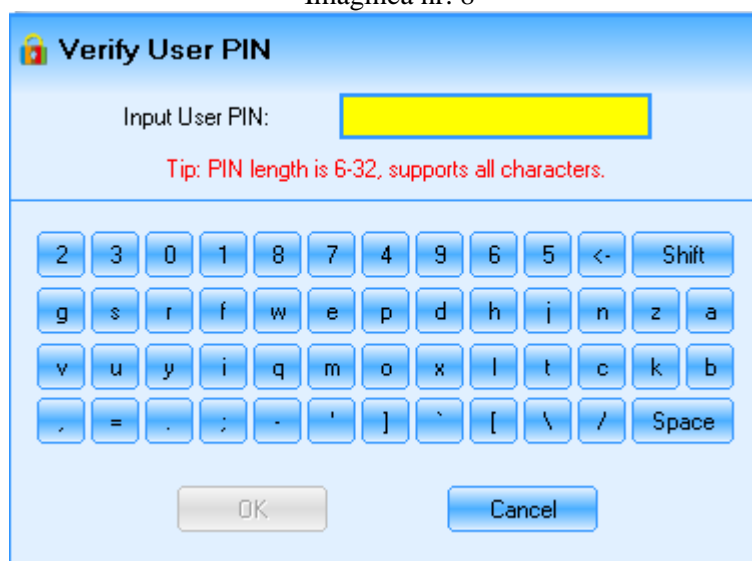 Imaginea nr. 8
Verify User PIN
Input User PIN:
Tip: PIN length is 6-32, supports all characters.
2 3 0 1 8 7 4 9 6 5 <- Shift
g s r f w e p d h j n z a
v u y i q m o x l t c k b
, = . ; - ' ] ` [ \ / Space
OK Cancel